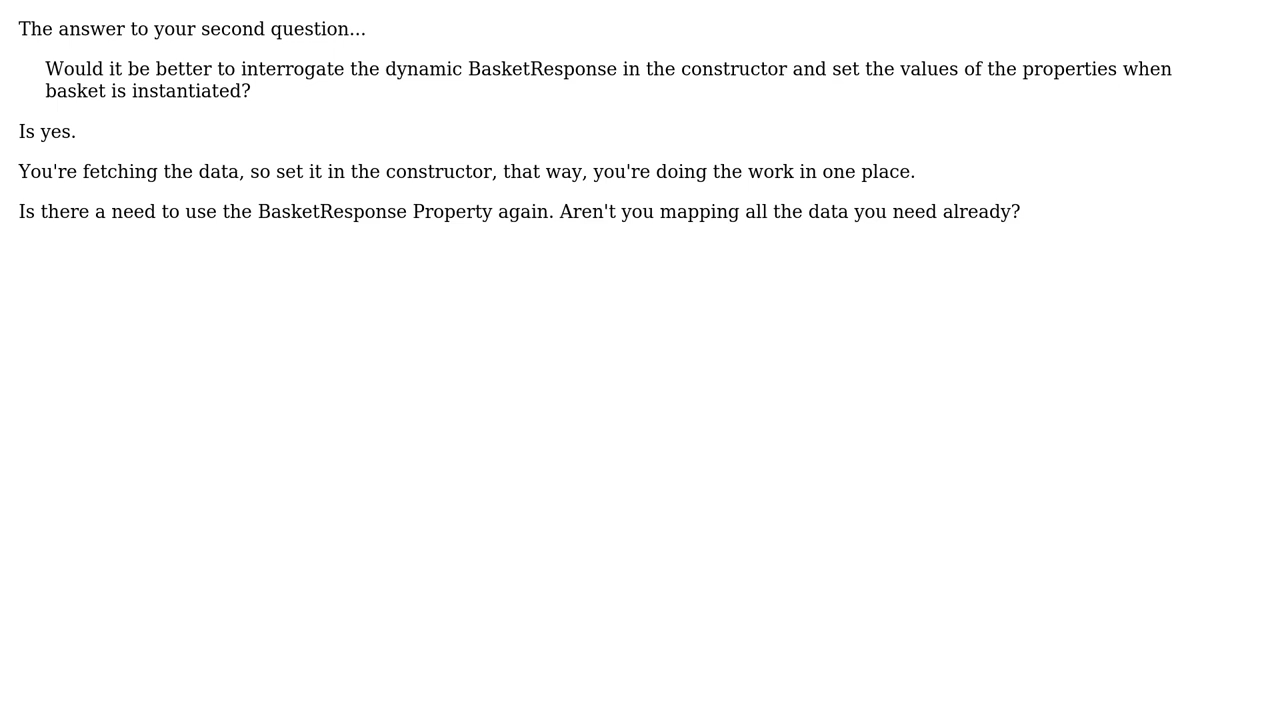 The answer to your second question...
Would it be better to interrogate the dynamic BasketResponse in the constructor and set the values of the properties when
basket is instantiated?
Is yes.
You're fetching the data, so set it in the constructor, that way, you're doing the work in one place.
Is there a need to use the BasketResponse Property again. Aren't you mapping all the data you need already?